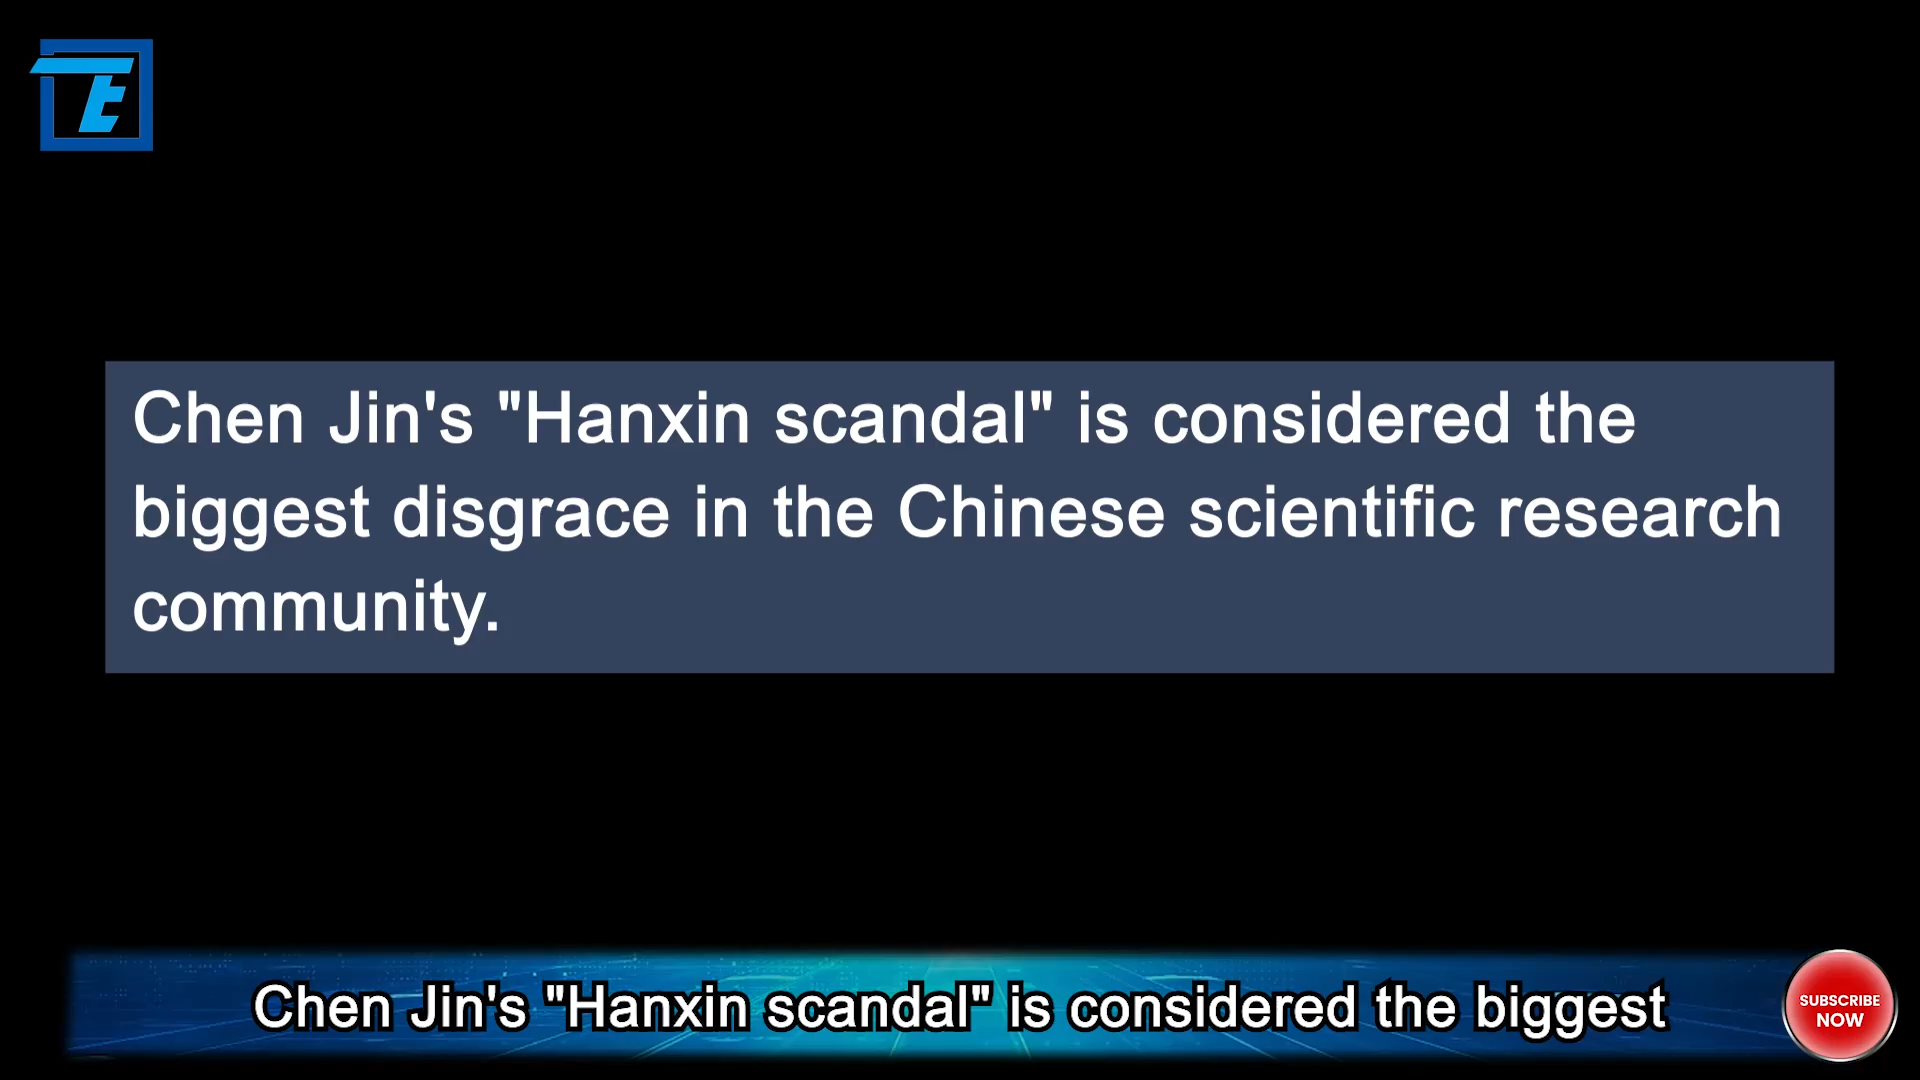 TE
Chen Jin's "Hanxin scandal" is considered the
biggest disgrace in the Chinese scientific research
community.
Chen Jin's "Hanxin scandal" is considered the biggest
SUBSCRIBE
NOW